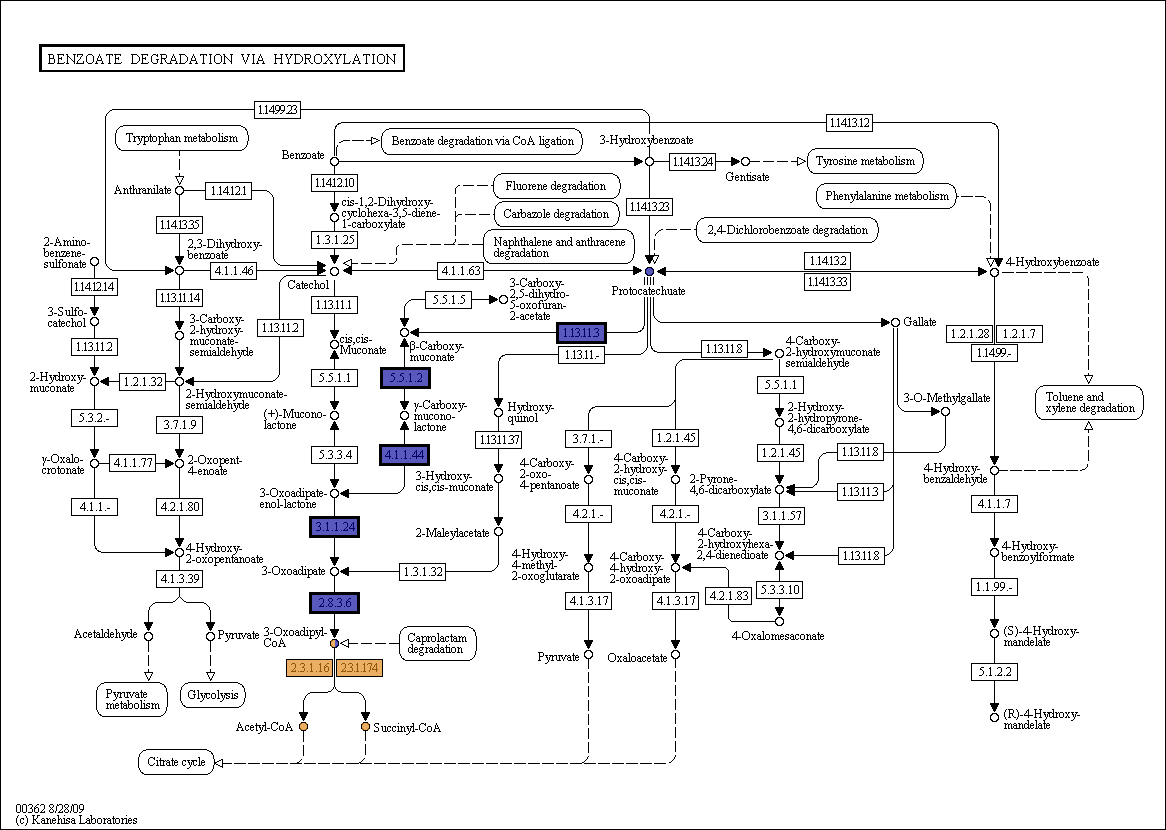 BENZOATE DEGRADATION VIA HYDROXYLATION
1.14.99.23
1.14.13.12
Tryptophan metabolism
Benzoate degradation via CoA ligation
3-Hydroxybenzoate
Benzoate
1.14.13.24
Gentisate
Tyrosine metabolism
Anthranilate
1.14.12.1
1.14.12.10
Fluorene degradation
Phenylalanine metabolism
cis-1,2-Dihydroxy-
cyclohexa-3,5-diene-
1-carboxylate
Carbazole degradation
1.14.13.23
1.14.13.35
1.3.1.25
Naphthalene and anthracene
degradation
2,4-Dichlorobenzoate degradation
2-Amino-
benzene-
sulfonate
2,3-Dihydroxy-
benzoate
4.1.1.46
Catechol
4.1.1.63
Protocatechuate
1.14.13.2
1.14.13.33
4-Hydroxybenzoate
1.14.12.14
1.13.11.14
1.13.11.1
5.5.1.5
3-Carboxy-
2,5-dihydro-
5-oxofuran-
2-acetate
3-Sulfo-
catechol
3-Carboxy-
2-hydroxy-
muconate-
semialdehyde
1.13.11.2
cis,cis-
Muconate
β-Carboxy-
muconate
1.13.11.3
Gallate
1.2.1.28
1.2.1.7
1.14.99.-
1.13.11.2
1.13.11.-
1.13.11.8
4-Carboxy-
2-hydroxymuconate
semialdehyde
2-Hydroxy-
muconate
1.2.1.32
2-Hydroxymuconate-
semialdehyde
5.5.1.1
5.5.1.2
5.5.1.1
3-O-Methylgallate
Toluene and
xylene degradation
5.3.2.-
3.7.1.9
(+)-Mucono-
lactone
γ-Carboxy-
mucono-
lactone
Hydroxy-
quinol
2-Hydroxy-
2-hydropyrone-
4,6-dicarboxylate
1.13.11.37
3.7.1.-
1.2.1.45
1.2.1.45
1.13.11.8
γ-Oxalo-
crotonate
4.1.1.77
2-Oxopent-
4-enoate
5.3.3.4
4.1.1.44
3-Hydroxy-
cis,cis-muconate
4-Carboxy-
2-oxo-
4-pentanoate
4-Carboxy-
2-hydroxy-
cis,cis-
muconate
2-Pyrone-
4,6-dicarboxylate
1.13.11.3
4-Hydroxy-
benzaldehyde
4.1.1.-
4.2.1.80
3-Oxoadipate-
enol-lactone
4.2.1.-
4.2.1.-
3.1.1.57
4.1.1.7
3.1.1.24
2-Maleylacetate
4-Hydroxy-
2-oxopentanoate
4-Hydroxy-
4-methyl-
2-oxoglutarate
4-Carboxy-
4-hydroxy-
2-oxoadipate
4-Carboxy-
2-hydroxyhexa-
2,4-dienedioate
1.13.11.8
4-Hydroxy-
benzoylformate
4.1.3.39
3-Oxoadipate
1.3.1.32
4.2.1.83
5.3.3.10
1.1.99.-
2.8.3.6
4.1.3.17
4.1.3.17
4-Oxalomesaconate
Acetaldehyde
Pyruvate
3-Oxoadipyl-
CoA
Caprolactam
degradation
(S)-4-Hydroxy-
mandelate
Pyruvate
Oxaloacetate
2.3.1.16
2.3.1.174
5.1.2.2
Pyruvate
metabolism
Glycolysis
Acetyl-CoA
Succinyl-CoA
(R)-4-Hydroxy-
mandelate
Citrate cycle
00362 8/28/09
(c) Kanehisa Laboratories